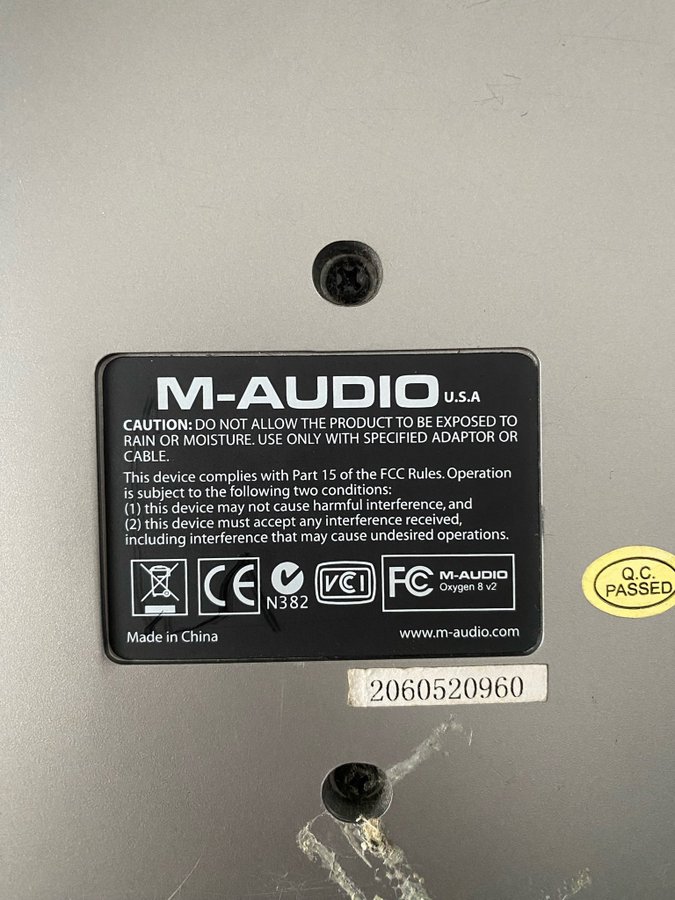 M-AUDIO U.S.A
CAUTION: DO NOT ALLOW THE PRODUCT TO BE EXPOSED TO
RAIN OR MOISTURE. USE ONLY WITH SPECIFIED ADAPTOR OR
CABLE.
This device complies with Part 15 of the FCC Rules. Operation
is subject to the following two conditions:
(1) this device may not cause harmful interference, and
(2) this device must accept any interference received,
including interference that may cause undesired operations.
CE N382 VCI FC M-AUDIO
Oxygen 8 v2
Made in China www.m-audio.com
Q.C.
PASSED
2060520960